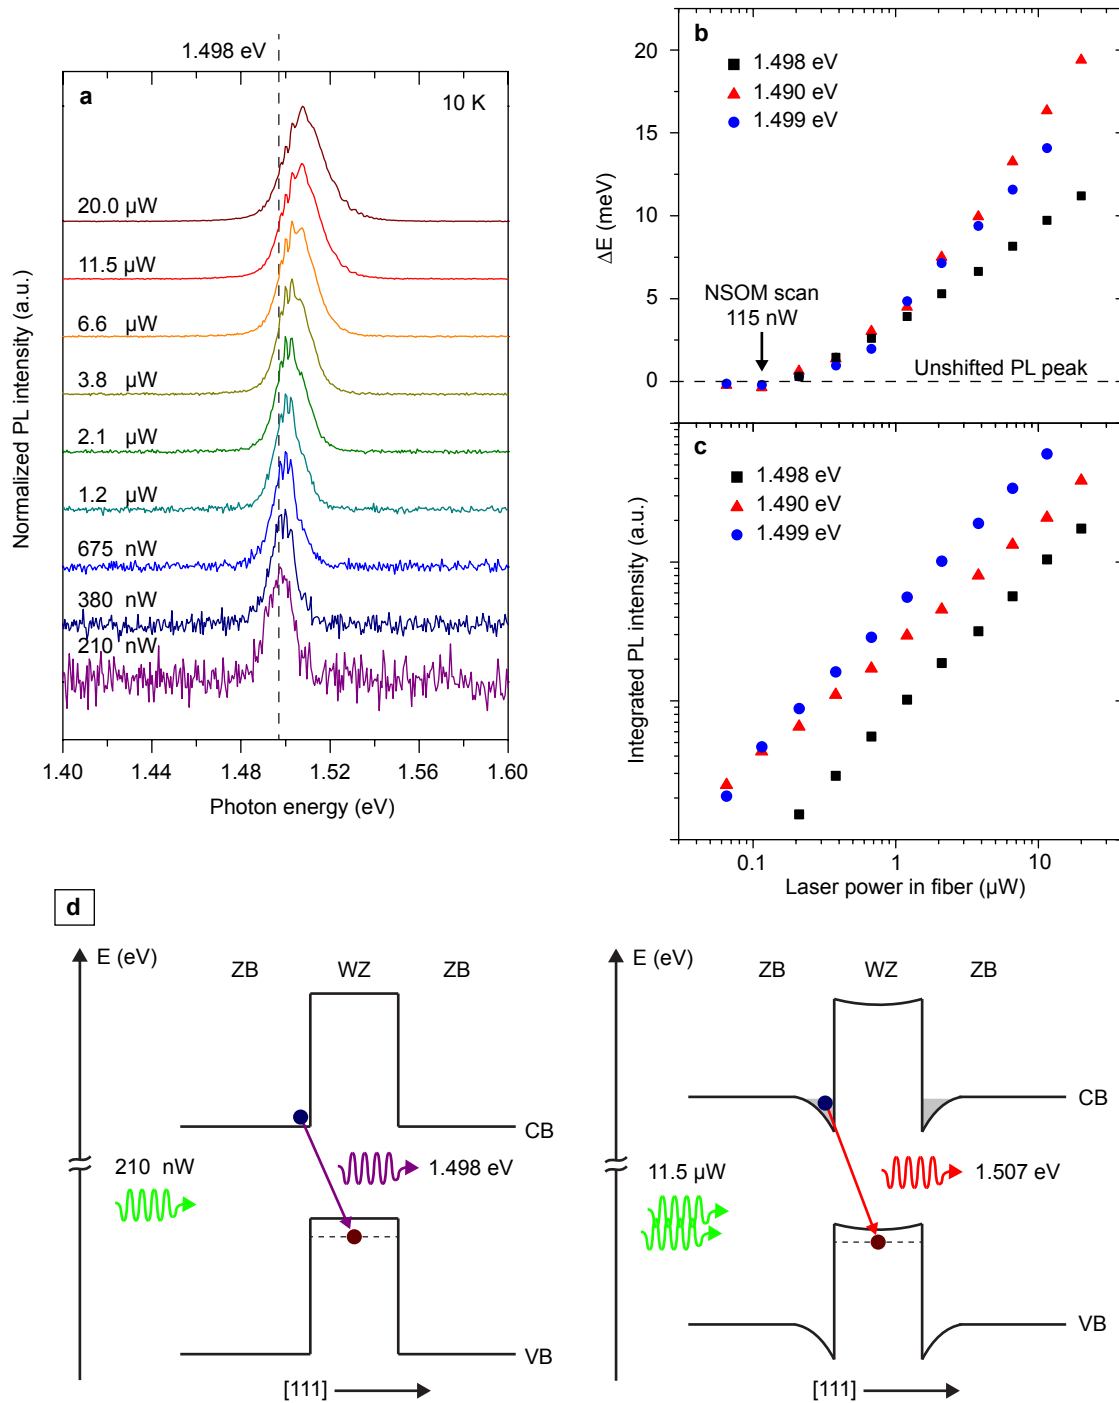 1.498 eV
a
10 K
20.0 µW
11.5 µW
6.6 µW
3.8 µW
2.1 µW
1.2 µW
675 nW
380 nW
210 nW
Normalized PL intensity (a.u.)
1.40 1.44 1.48 1.52 1.56 1.60
Photon energy (eV)
b
1.498 eV
1.490 eV
1.499 eV
20
15
10
5
0
ΔE (meV)
NSOM scan
115 nW
Unshifted PL peak
c
1.498 eV
1.490 eV
1.499 eV
Integrated PL intensity (a.u.)
0.1 1 10
Laser power in fiber (µW)
d
E (eV)
ZB WZ ZB
CB
210 nW
1.498 eV
VB
[111]
E (eV)
ZB WZ ZB
CB
11.5 µW
1.507 eV
VB
[111]